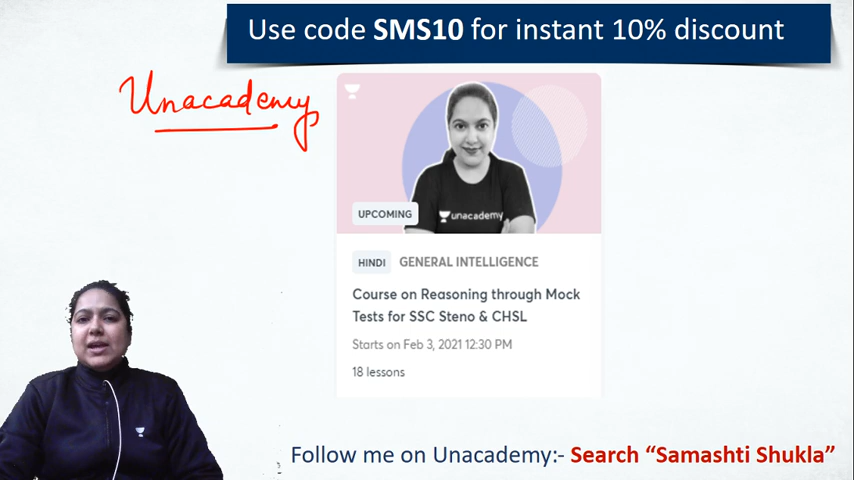 Use code SMS10 for instant 10% discount
Unacademy
unacademy
UPCOMING
HINDI GENERAL INTELLIGENCE
Course on Reasoning through Mock
Tests for SSC Steno & CHSL
Starts on Feb 3, 2021 12:30 PM
18 lessons
Follow me on Unacademy:- Search “Samashti Shukla”